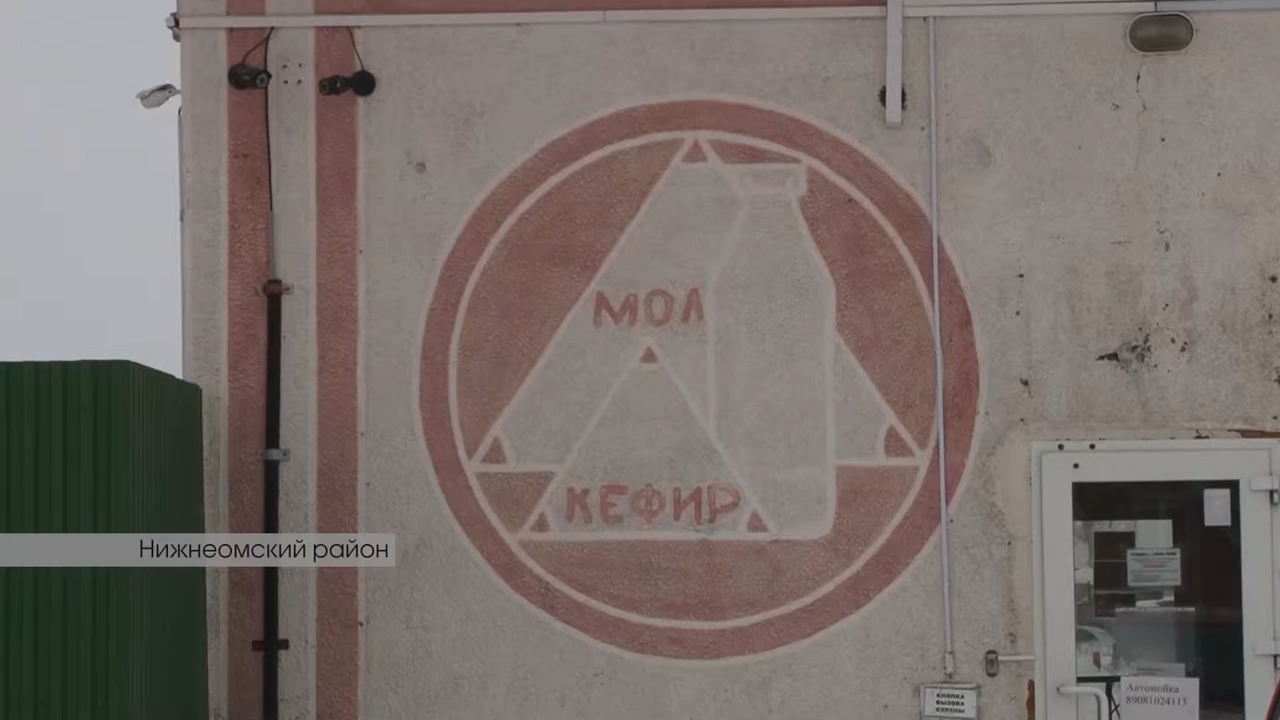 МОЛ
КЕФИР
Нижнеомский район
КНОПКА
ВЫЗОВА
ОХРАНЫ
Автомойка
89081024115